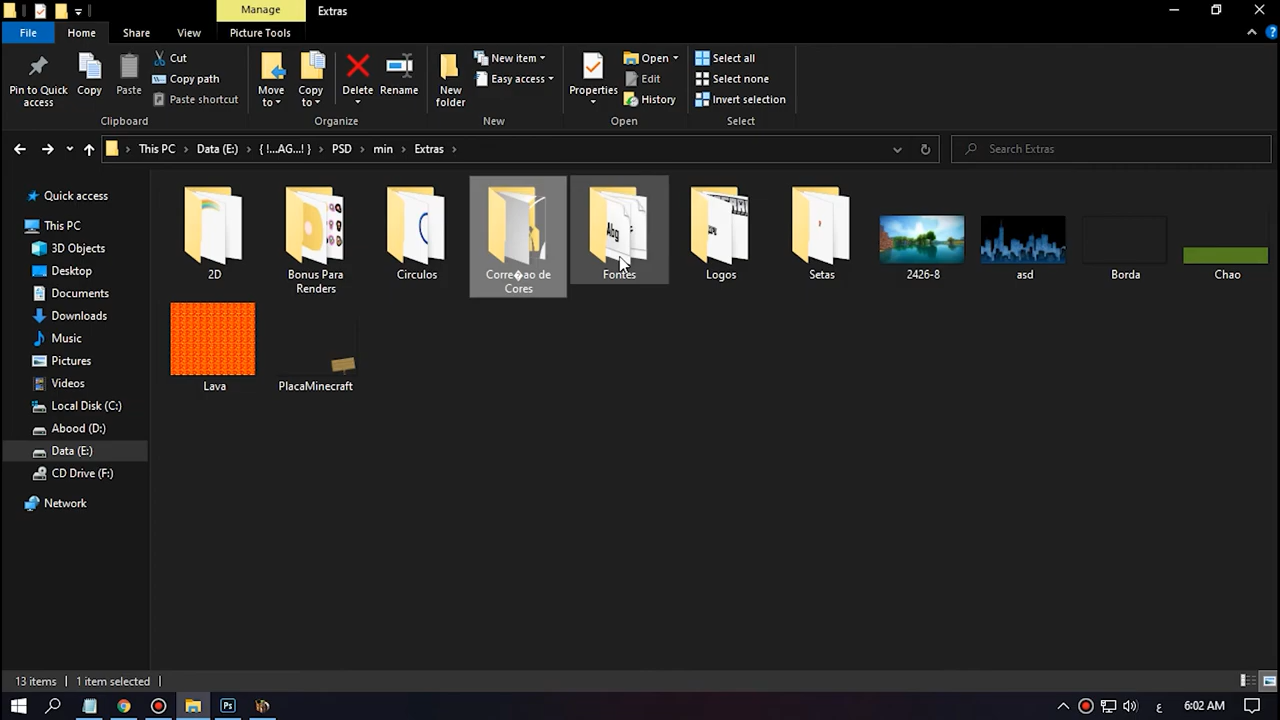 Manage
Extras
File
Home
Share
View
Picture Tools
Pin to Quick
access
Copy
Paste
Cut
Copy path
Paste shortcut
Clipboard
Move
to
Copy
to
Delete
Rename
Organize
New
folder
New item
Easy access
New
Properties
Open
Edit
History
Open
Select all
Select none
Invert selection
Select
This PC
Data (E:)
{ !...AG...! }
PSD
min
Extras
Search Extras
Quick access
This PC
3D Objects
Desktop
Documents
Downloads
Music
Pictures
Videos
Local Disk (C:)
Abood (D:)
Data (E:)
CD Drive (F:)
Network
2D
Bonus Para
Renders
Circulos
Corre�ao de
Cores
Abg
Fontes
Logos
Setas
2426-8
asd
Borda
Chao
Lava
PlacaMinecraft
13 items
1 item selected
Ps
ع
6:02 AM